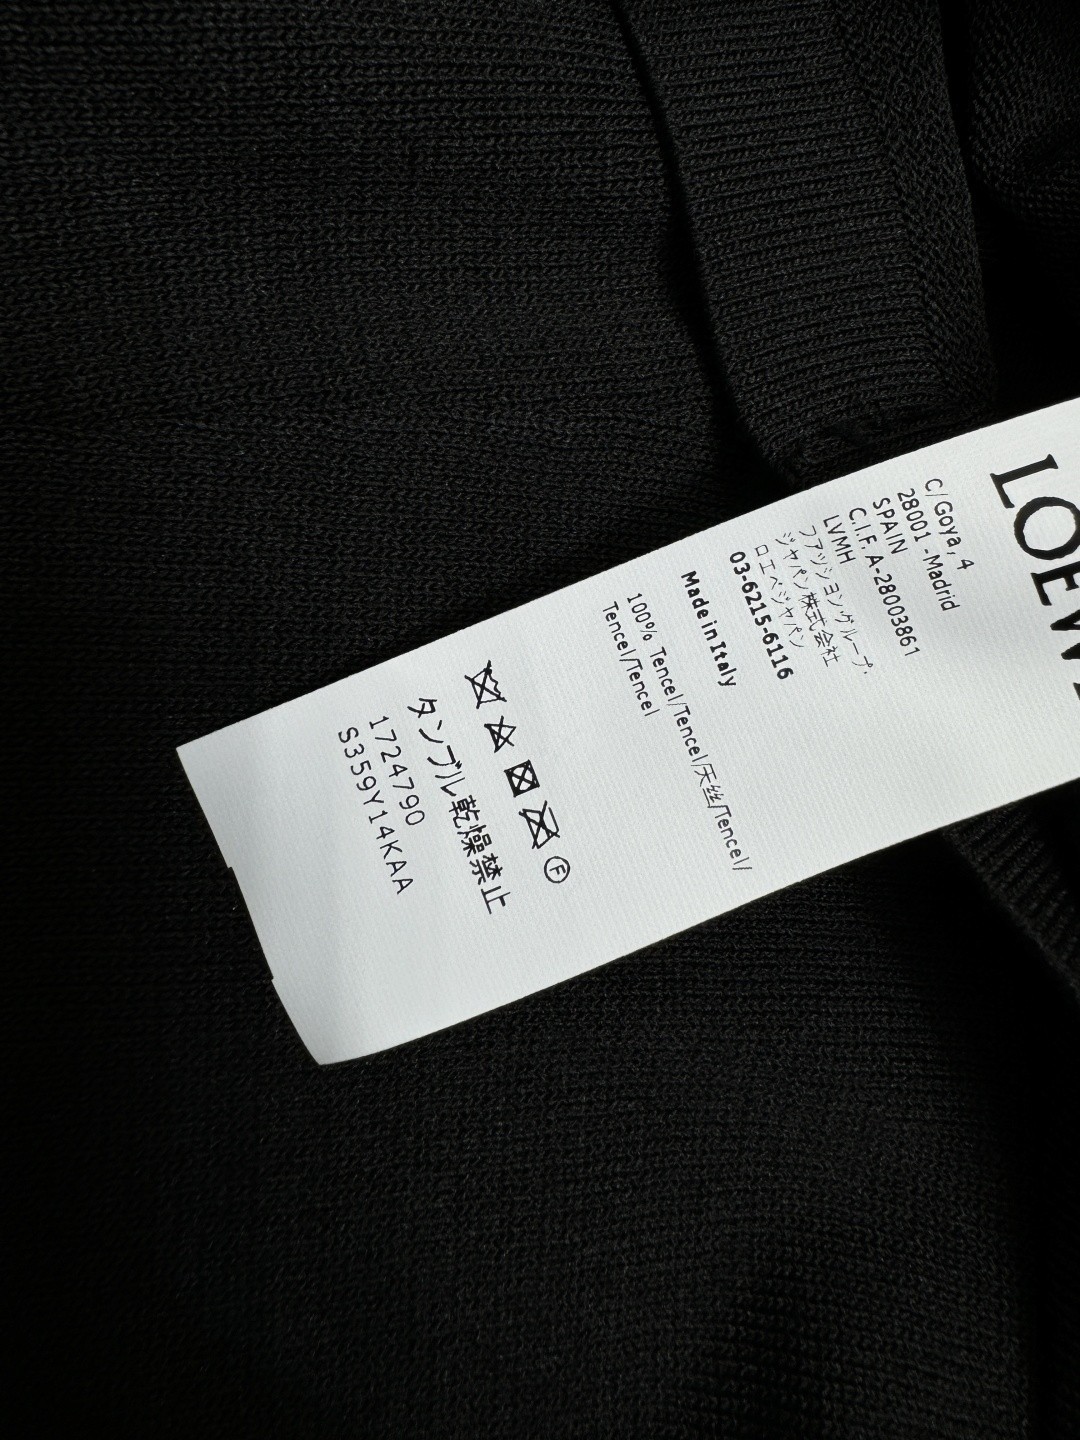 LOEW
C/Goya, 4
28001 -Madrid
SPAIN
C.I.F. A-28003861
LVMH
ファッショングループ.
ジャパン株式会社
ロエベジャパン
03-6215-6116
Made in Italy
100% Tencel/Tencel/天丝/Tencel/
Tencel/Tencel
F
タンブル乾燥禁止
1724790
S359Y14KAA